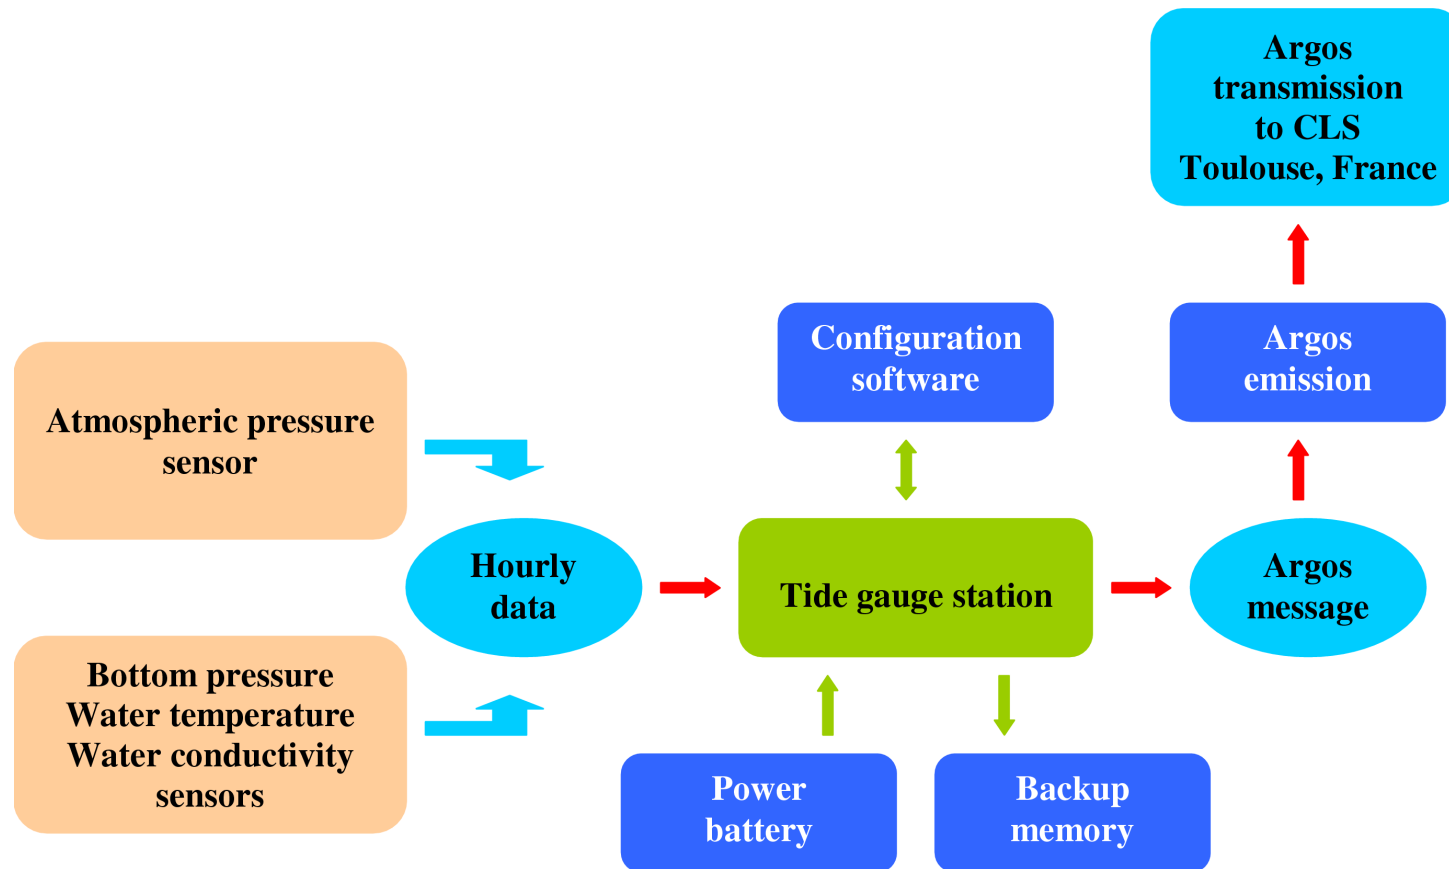 Argos
transmission
to CLS
Toulouse, France
Configuration
software
Argos
emission
Atmospheric pressure
sensor
Hourly
data
Tide gauge station
Argos
message
Bottom pressure
Water temperature
Water conductivity
sensors
Power
battery
Backup
memory